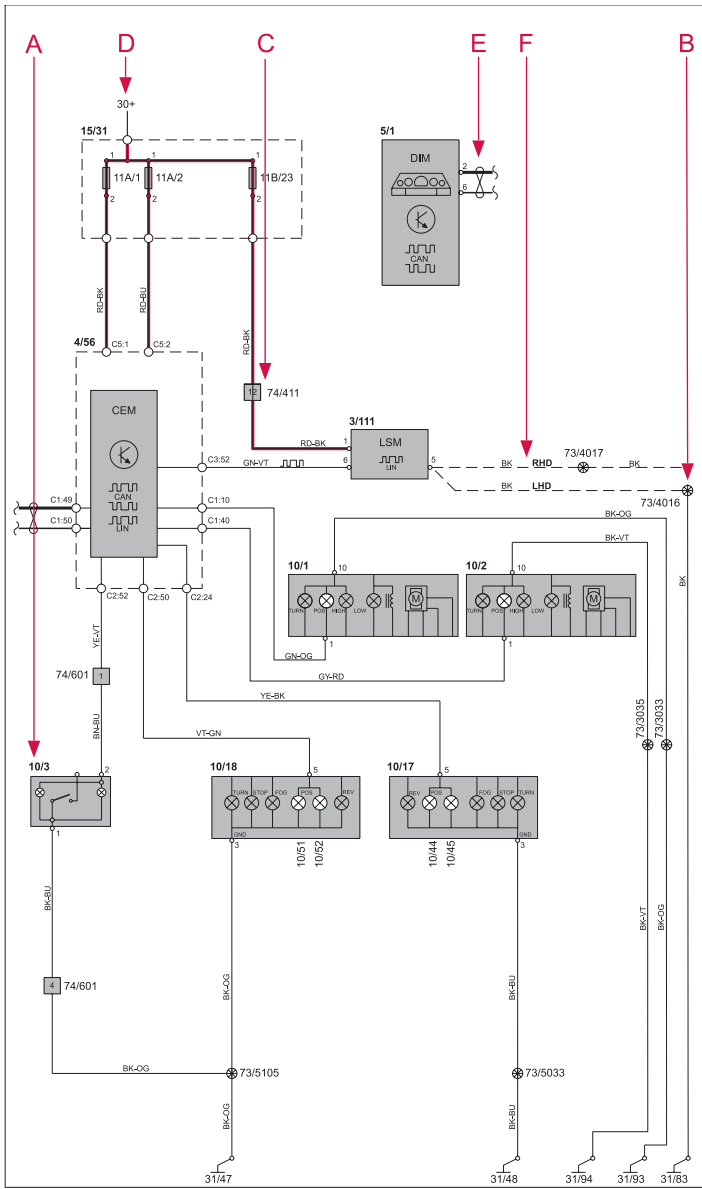 A D C E F B
30+
15/31 5/1
1 1 1 DIM 2
11A/1 11A/2 11B/23
2 2 2 6
CAN
RD-BK RD-BU RD-BK
4/56 C5:1 C5:2
12 74/411
CEM 3/111
RD-BK 1 LSM
C3:52 GN-VT 6 LIN 5 BK RHD 73/4017 BK
CAN
C1:49 C1:10 BK LHD 73/4016
C1:50 LIN C1:40 BK-OG
BK-VT
10/1 10/2
C2:52 C2:50 C2:24 10 10 BK
TURN POS HIGH LOW M TURN POS HIGH LOW M
YE-VT 1 1
GN-OG
74/601 1 GY-RD
YE-BK 73/3035 73/3033
BN-BU
VT-GN
10/3 2 10/18 5 10/17 5
TURN STOP FOG POS REV REV POS FOG STOP TURN
1 GND 3 10/51 10/52 10/44 10/45 GND 3
BK-BU BK-VT BK-OG
4 74/601 BK-OG BK-BU
BK-OG 73/5105 73/5033
BK-OG BK-BU
31/47 31/48 31/94 31/93 31/83